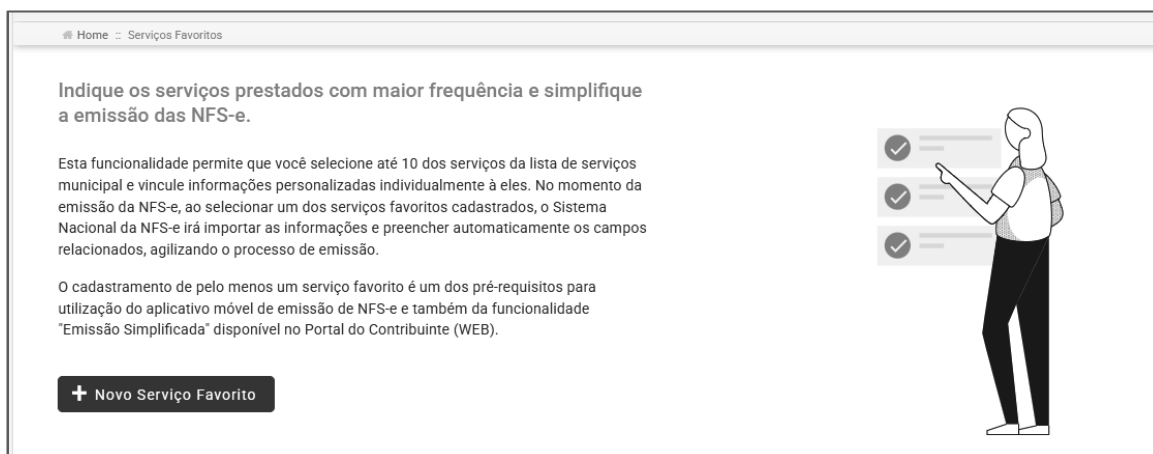 Home :: Serviços Favoritos
Indique os serviços prestados com maior frequência e simplifique
a emissão das NFS-e.
Esta funcionalidade permite que você selecione até 10 dos serviços da lista de serviços
municipal e vincule informações personalizadas individualmente à eles. No momento da
emissão da NFS-e, ao selecionar um dos serviços favoritos cadastrados, o Sistema
Nacional da NFS-e irá importar as informações e preencher automaticamente os campos
relacionados, agilizando o processo de emissão.
O cadastramento de pelo menos um serviço favorito é um dos pré-requisitos para
utilização do aplicativo móvel de emissão de NFS-e e também da funcionalidade
"Emissão Simplificada" disponível no Portal do Contribuinte (WEB).
+ Novo Serviço Favorito